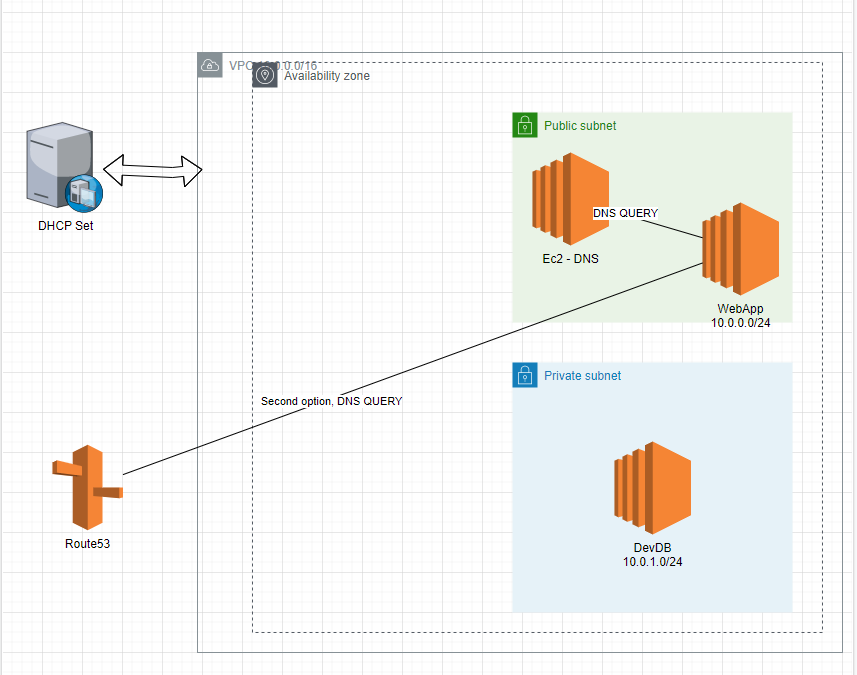 VPC 10.0.0.0/16
Availability zone
Public subnet
DNS QUERY
DHCP Set
Ec2 - DNS
WebApp
10.0.0.0/24
Private subnet
Second option, DNS QUERY
Route53
DevDB
10.0.1.0/24